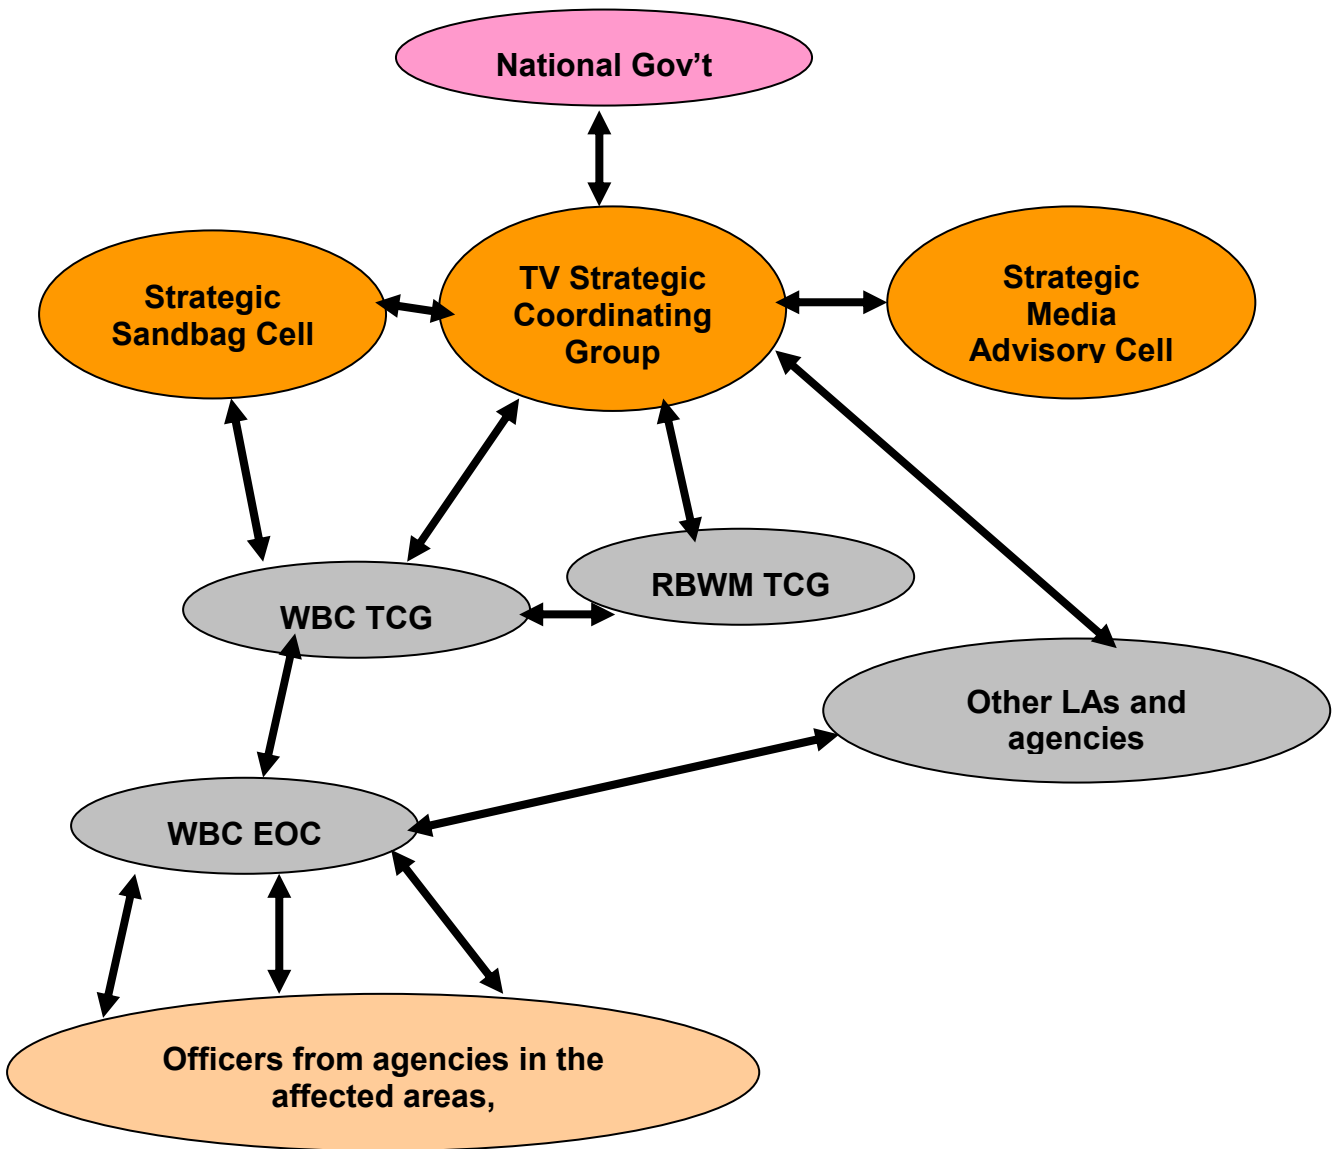 National Gov’t
Strategic
Sandbag Cell
TV Strategic
Coordinating
Group
Strategic
Media
Advisory Cell
RBWM TCG
WBC TCG
Other LAs and
agencies
WBC EOC
Officers from agencies in the
affected areas,